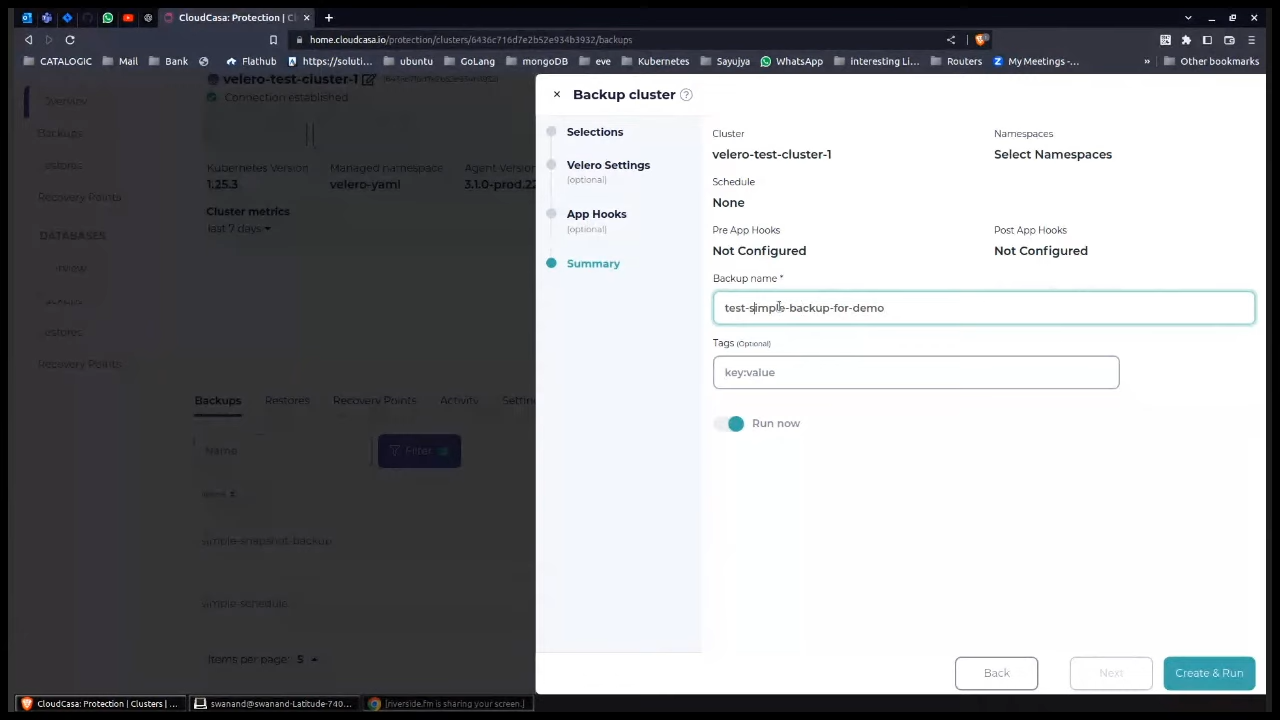 CloudCasa: Protection | C
home.cloudcasa.io/protection/clusters/6436c716d7e2b52e934b3932/backups
CATALOGIC Mail Bank Flathub https://soluti... ubuntu GoLang mongoDB eve Kubernetes Sayujya WhatsApp interesting Li... Routers My Meetings -... » Other bookmarks
velero-test-cluster-1
Connection established
Overview
Backups
Recovery Points
DATABASES
Recovery Points
Kubernetes Version Managed namespace Agent Version
1.25.3 velero-yaml 3.1.0-prod.22
Cluster metrics
last 7 days
Backups Restores Recovery Points Activity Settin
Name Filter
simple-snapshot-backup
simple-schedule
Items per page: 5
Backup cluster
Selections
Velero Settings
(optional)
App Hooks
(optional)
Summary
Cluster Namespaces
velero-test-cluster-1 Select Namespaces
Schedule
None
Pre App Hooks Post App Hooks
Not Configured Not Configured
Backup name *
test-simple-backup-for-demo
Tags (Optional)
key:value
Run now
Back Next Create & Run
CloudCasa: Protection | Clusters | ... swanand@swanand-Latitude-740... [riverside.fm is sharing your screen.]